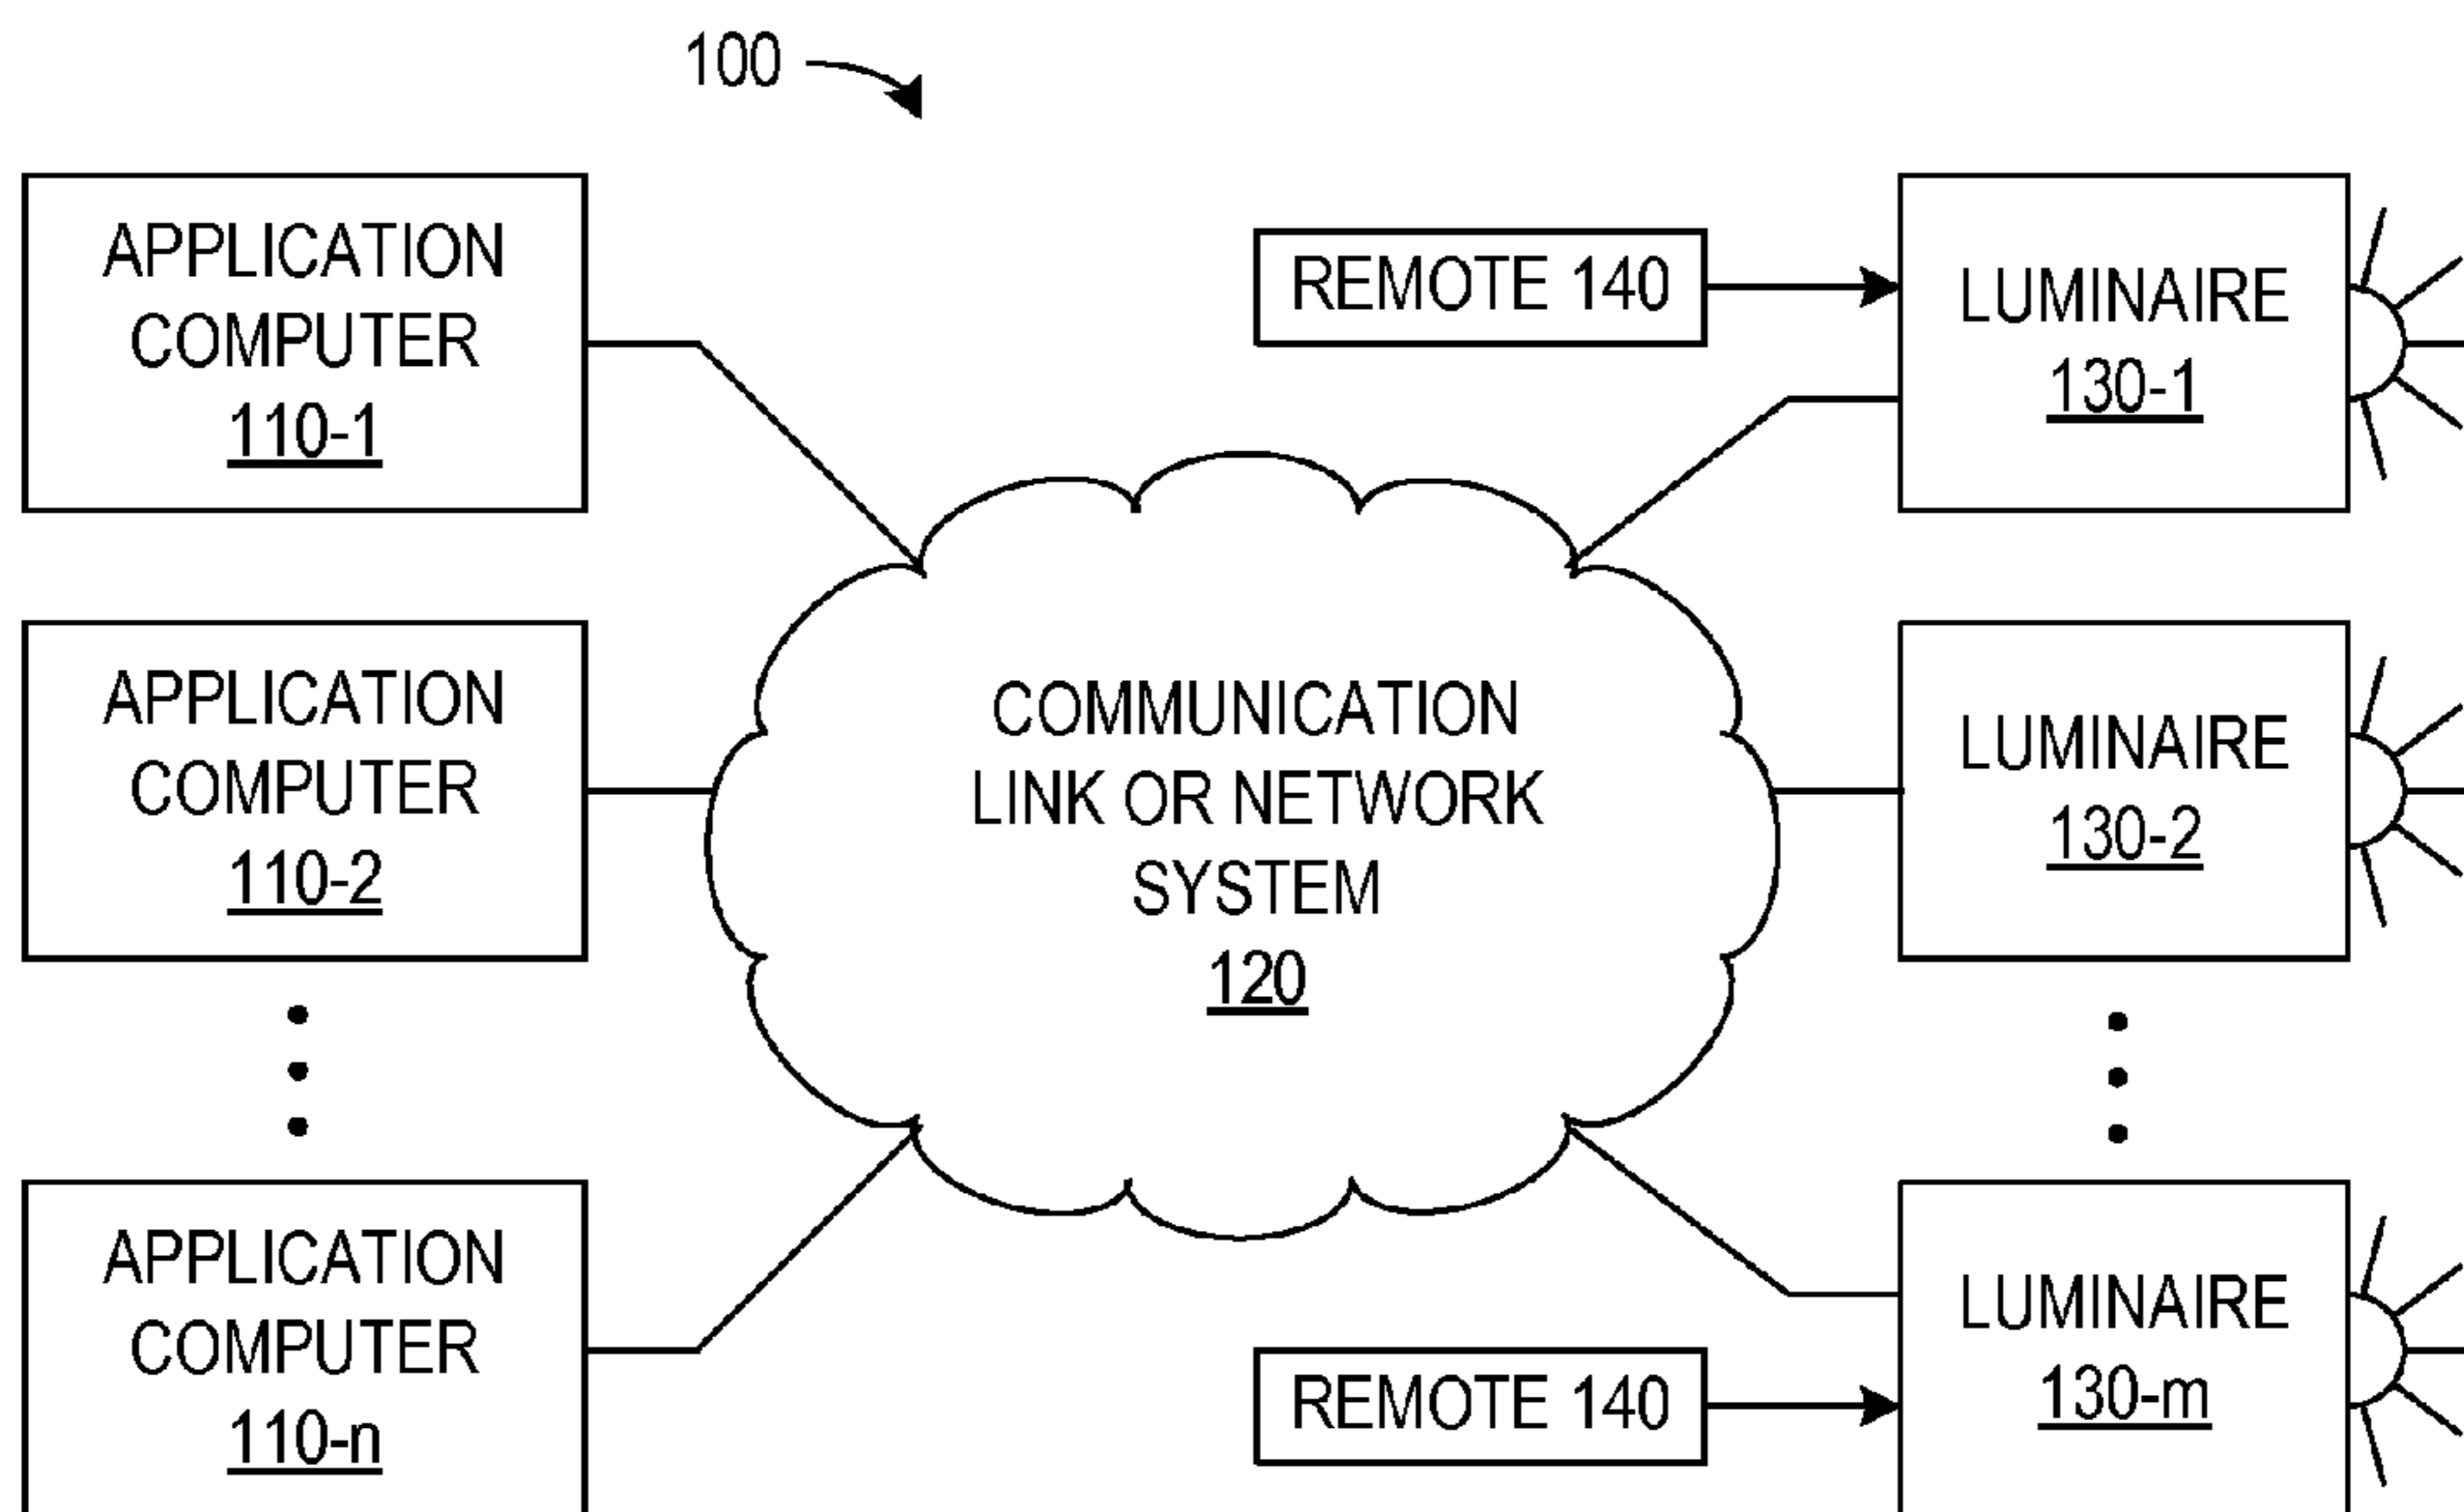 100
APPLICATION
COMPUTER
110-1
REMOTE 140
LUMINAIRE
130-1
APPLICATION
COMPUTER
110-2
COMMUNICATION
LINK OR NETWORK
SYSTEM
120
LUMINAIRE
130-2
APPLICATION
COMPUTER
110-n
REMOTE 140
LUMINAIRE
130-m